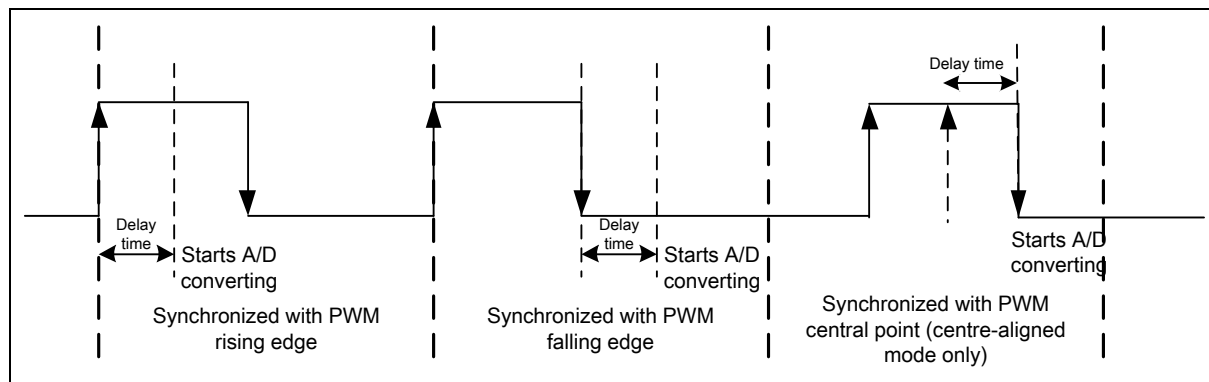 Delay
time
Starts A/D
converting
Synchronized with PWM
rising edge
Delay
time
Starts A/D
converting
Synchronized with PWM
falling edge
Delay time
Starts A/D
converting
Synchronized with PWM
central point (centre-aligned
mode only)